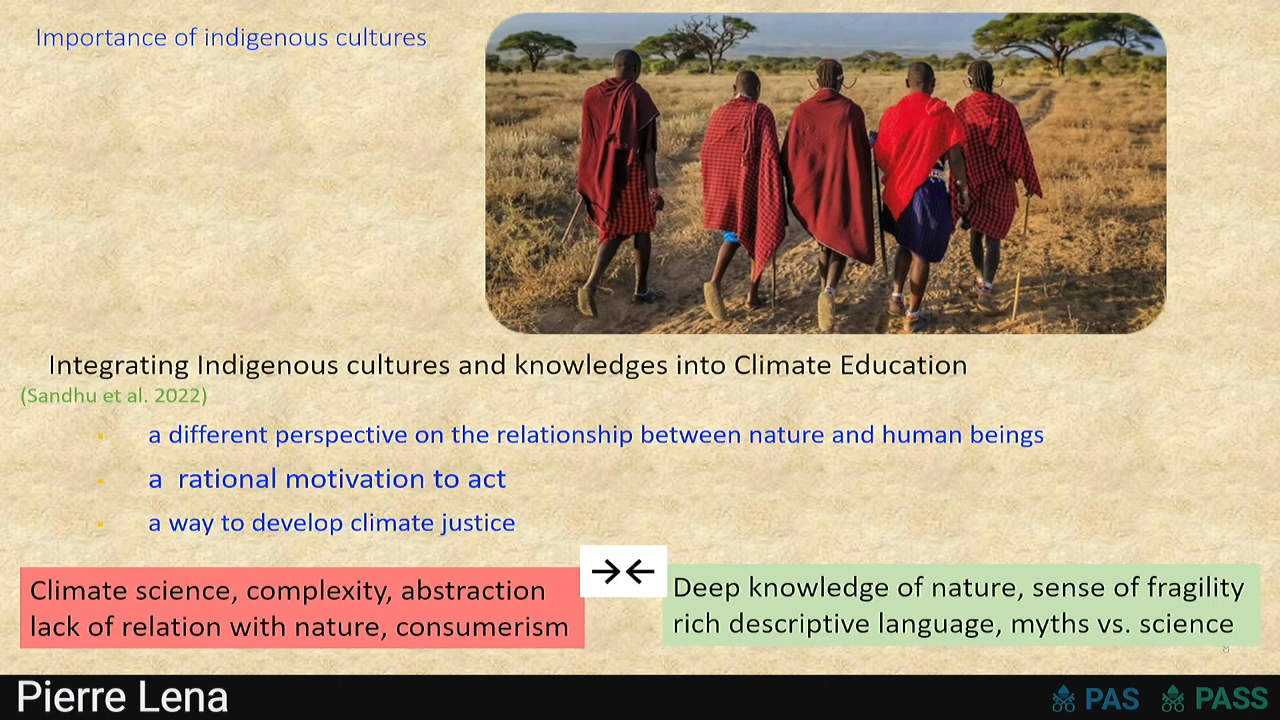 Importance of indigenous cultures
Integrating Indigenous cultures and knowledges into Climate Education
(Sandhu et al. 2022)
▪ a different perspective on the relationship between nature and human beings
▪ a  rational motivation to act
▪ a way to develop climate justice
→←
Climate science, complexity, abstraction
lack of relation with nature, consumerism
Deep knowledge of nature, sense of fragility
rich descriptive language, myths vs. science
8
Pierre Lena
PAS
PASS